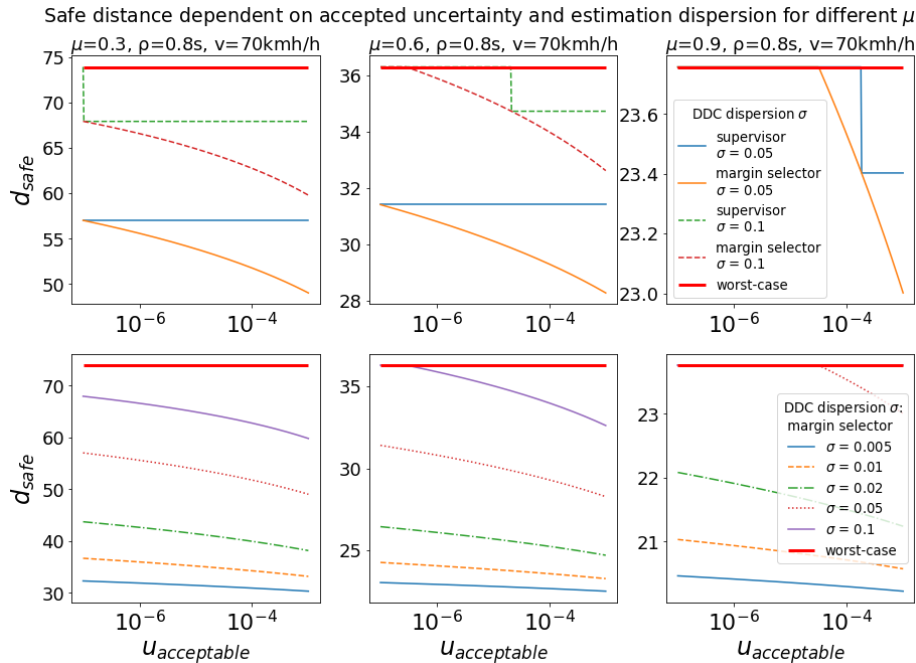 Safe distance dependent on accepted uncertainty and estimation dispersion for different μ
μ=0.3, ρ=0.8s, v=70kmh/h
μ=0.6, ρ=0.8s, v=70kmh/h
μ=0.9, ρ=0.8s, v=70kmh/h
d_safe
75
70
65
60
55
50
10^−6
10^−4
36
34
32
30
28
10^−6
10^−4
23.6
23.4
23.2
23.0
10^−6
10^−4
DDC dispersion σ
supervisor
σ = 0.05
margin selector
σ = 0.05
supervisor
σ = 0.1
margin selector
σ = 0.1
worst-case
d_safe
70
60
50
40
30
10^−6
10^−4
u_acceptable
35
30
25
10^−6
10^−4
u_acceptable
23
22
21
10^−6
10^−4
u_acceptable
DDC dispersion σ:
margin selector
σ = 0.005
σ = 0.01
σ = 0.02
σ = 0.05
σ = 0.1
worst-case